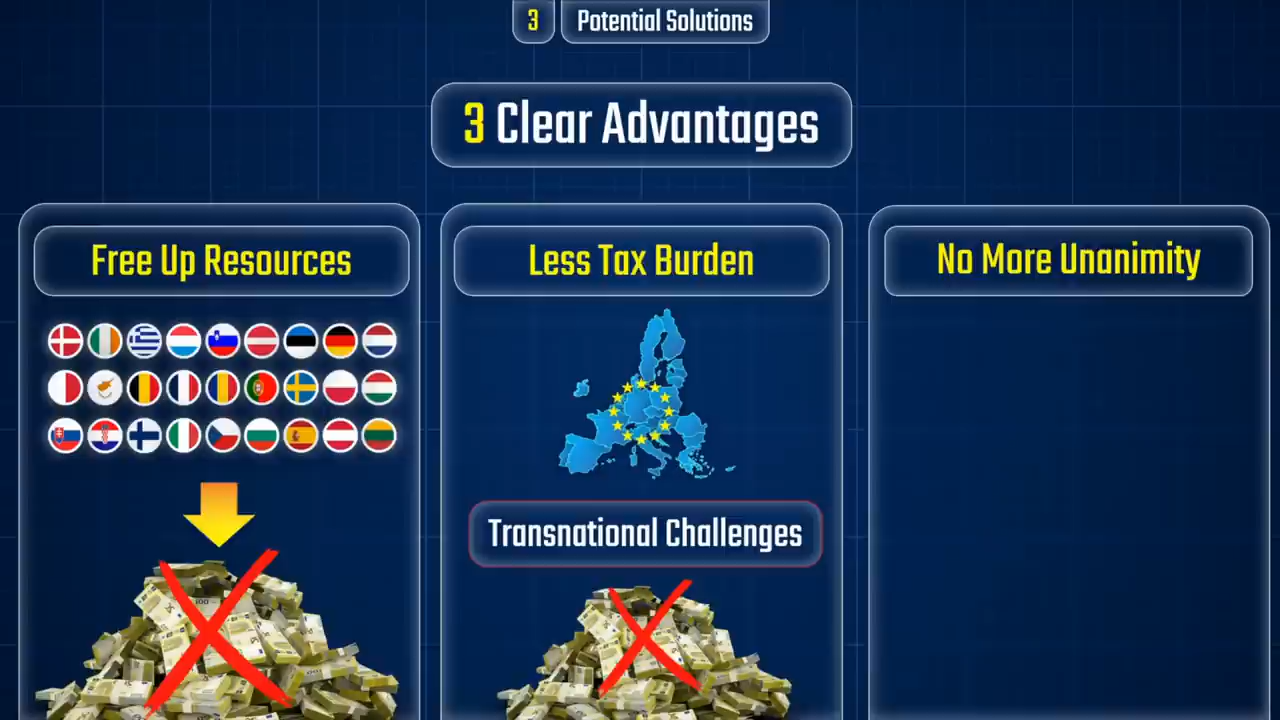 3
Potential Solutions
3 Clear Advantages
Free Up Resources
Less Tax Burden
Transnational Challenges
No More Unanimity